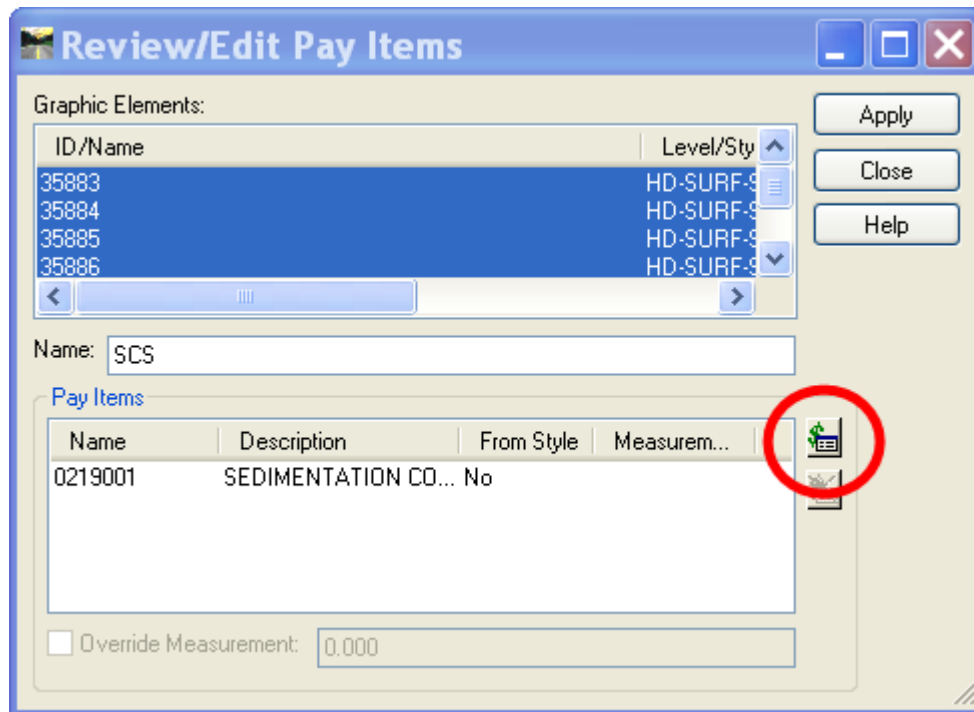 Review/Edit Pay Items
Graphic Elements:
ID/Name Level/Sty
35883 HD-SURF-S
35884 HD-SURF-S
35885 HD-SURF-S
35886 HD-SURF-S
Apply
Close
Help
Name: SCS
Pay Items
Name Description From Style Measurem...
0219001 SEDIMENTATION CO... No
Override Measurement: 0.000